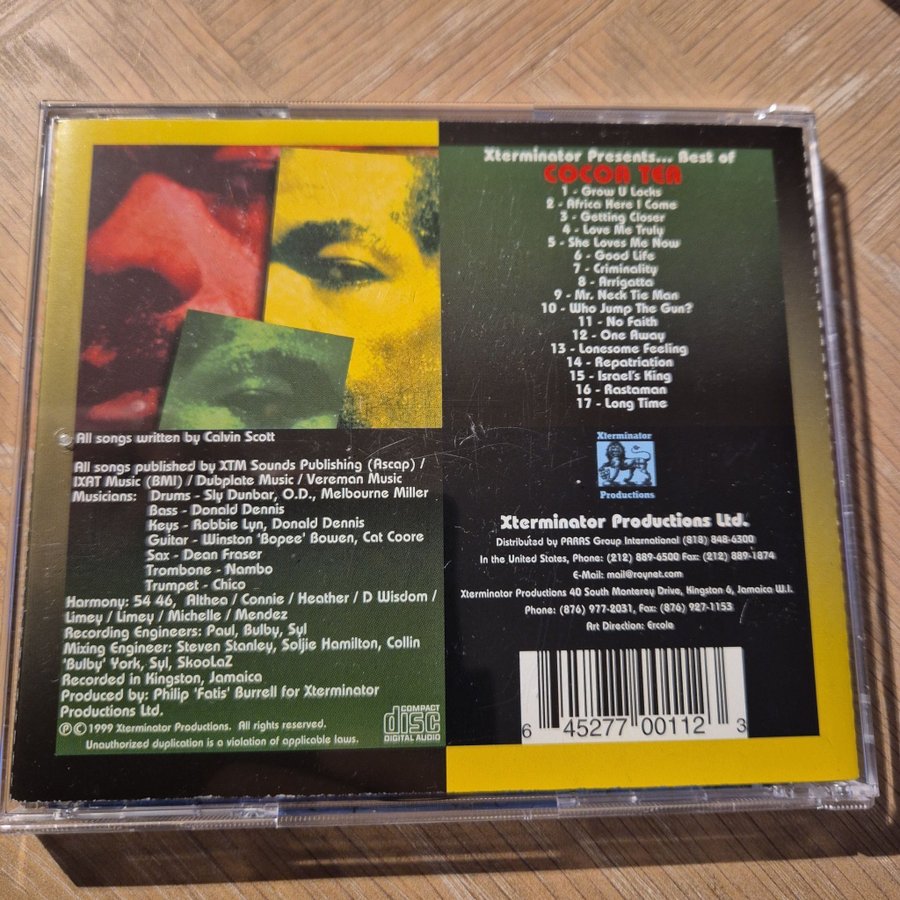 All songs written by Calvin Scott
All songs published by XTM Sounds Publishing (Ascap) /
IXAT Music (BMI) / Dubplate Music / Vereman Music
Musicians: Drums - Sly Dunbar, O.D., Melbourne Miller
Bass - Donald Dennis
Keys - Robbie Lyn, Donald Dennis
Guitar - Winston 'Bopee' Bowen, Cat Coore
Sax - Dean Fraser
Trombone - Nambo
Trumpet - Chico
Harmony: 54 46, Althea / Connie / Heather / D Wisdom /
Limey / Limey / Michelle / Mendez
Recording Engineers: Paul, Bulby, Syl
Mixing Engineer: Steven Stanley, Soljie Hamilton, Collin
'Bulby' York, Syl, SkooLaZ
Recorded in Kingston, Jamaica
Produced by: Philip 'Fatis' Burrell for Xterminator
Productions Ltd.
℗ © 1999 Xterminator Productions. All rights reserved.
Unauthorized duplication is a violation of applicable laws.
COMPACT
disc
DIGITAL AUDIO
Xterminator Presents... Best of
COCOA TEA
1 - Grow U Locks
2 - Africa Here I Come
3 - Getting Closer
4 - Love Me Truly
5 - She Loves Me Now
6 - Good Life
7 - Criminality
8 - Arrigatta
9 - Mr. Neck Tie Man
10 - Who Jump The Gun?
11 - No Faith
12 - One Away
13 - Lonesome Feeling
14 - Repatriation
15 - Israel's King
16 - Rastaman
17 - Long Time
Xterminator
Productions
Xterminator Productions Ltd.
Distributed by PARAS Group International (818) 848-6300
In the United States, Phone: (212) 889-6500 Fax: (212) 889-1874
E-Mail: mail@roynet.com
Xterminator Productions 40 South Monterey Drive, Kingston 6, Jamaica W.I.
Phone: (876) 977-2031, Fax: (876) 927-1153
Art Direction: Ercole
6 45277 00112 3